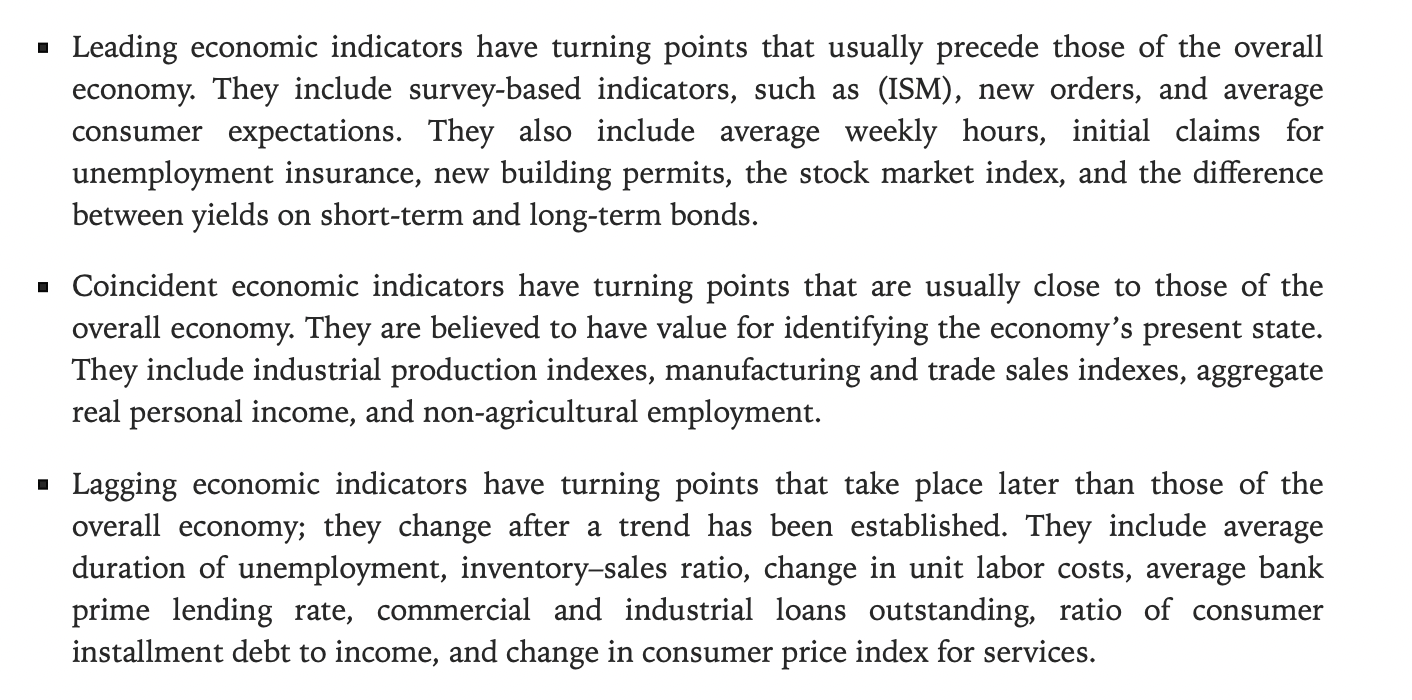 ▪ Leading economic indicators have turning points that usually precede those of the overall
economy. They include survey-based indicators, such as (ISM), new orders, and average
consumer expectations. They also include average weekly hours, initial claims for
unemployment insurance, new building permits, the stock market index, and the difference
between yields on short-term and long-term bonds.
▪ Coincident economic indicators have turning points that are usually close to those of the
overall economy. They are believed to have value for identifying the economy’s present state.
They include industrial production indexes, manufacturing and trade sales indexes, aggregate
real personal income, and non-agricultural employment.
▪ Lagging economic indicators have turning points that take place later than those of the
overall economy; they change after a trend has been established. They include average
duration of unemployment, inventory–sales ratio, change in unit labor costs, average bank
prime lending rate, commercial and industrial loans outstanding, ratio of consumer
installment debt to income, and change in consumer price index for services.